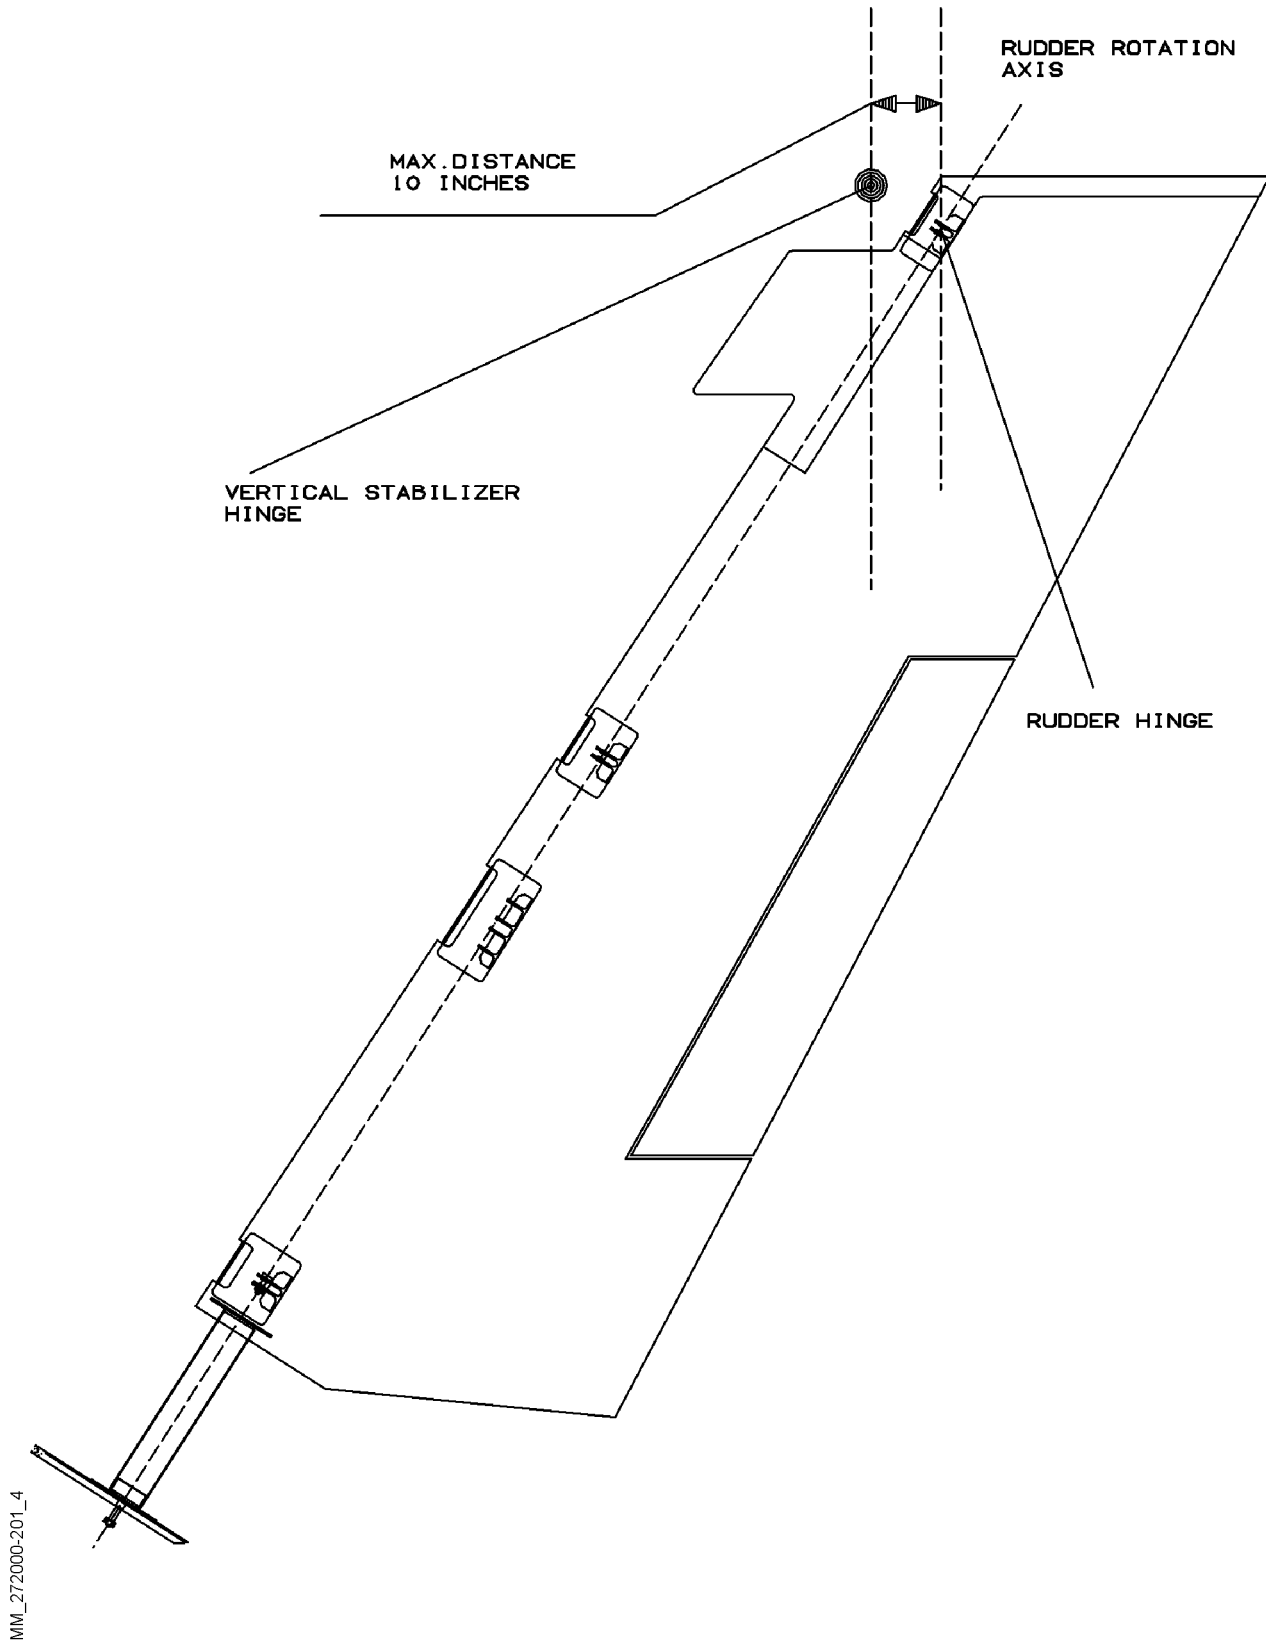 RUDDER ROTATION
AXIS
MAX.DISTANCE
10 INCHES
VERTICAL STABILIZER
HINGE
RUDDER HINGE
MM_272000-201_4